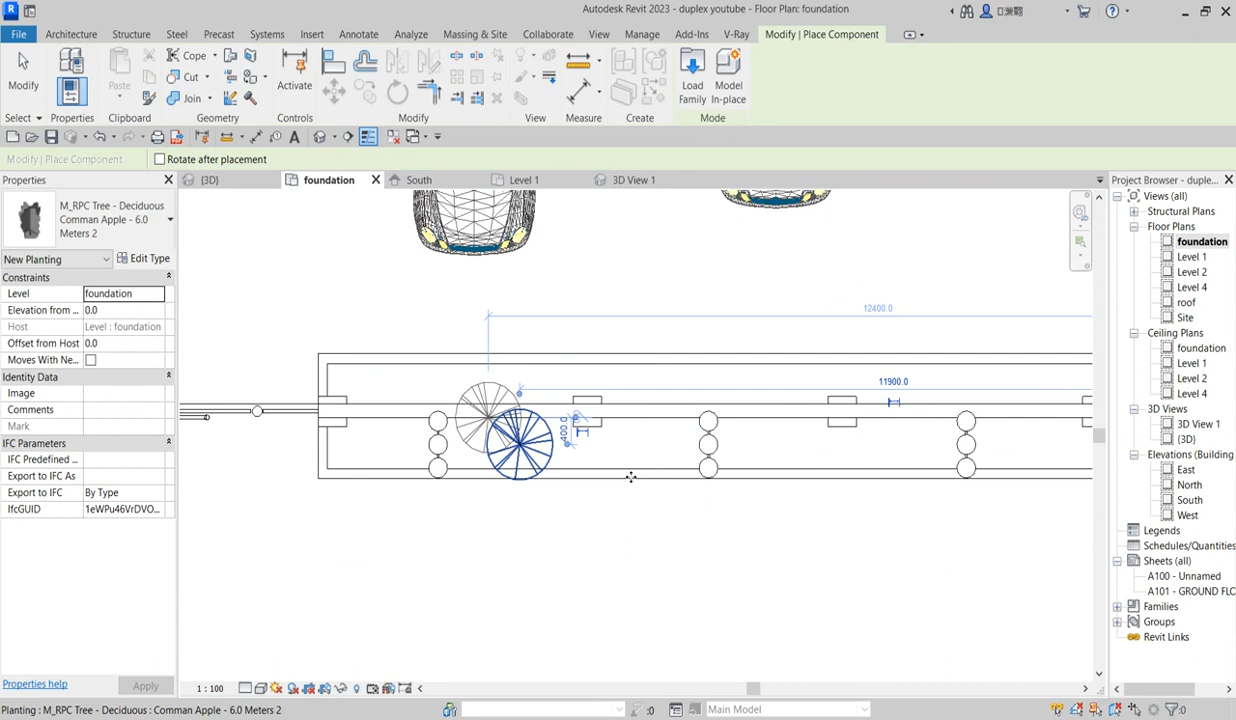 Autodesk Revit 2023 - duplex youtube - Floor Plan: foundation
File Architecture Structure Steel Precast Systems Insert Annotate Analyze Massing & Site Collaborate View Manage Add-Ins V-Ray Modify | Place Component
Modify Paste Cope Cut Join Activate Load Family Model In-place
Select Properties Clipboard Geometry Controls Modify View Measure Create Mode
Modify | Place Component Rotate after placement
Properties (3D) foundation South Level 1 3D View 1 Project Browser - duple...
M_RPC Tree - Deciduous
Comman Apple - 6.0
Meters 2
New Planting Edit Type
Constraints
Level foundation
Elevation from ... 0.0
Host Level : foundation
Offset from Host 0.0
Moves With Ne...
Identity Data
Image
Comments
Mark
IFC Parameters
IFC Predefined ...
Export to IFC As
Export to IFC By Type
IfcGUID 1eWPu46VrDVO...
Properties help Apply
12400.0
11900.0
400.0
Views (all)
Structural Plans
Floor Plans
foundation
Level 1
Level 2
Level 4
roof
Site
Ceiling Plans
foundation
Level 1
Level 2
Level 4
3D Views
3D View 1
(3D)
Elevations (Building
East
North
South
West
Legends
Schedules/Quantities
Sheets (all)
A100 - Unnamed
A101 - GROUND FLO
Families
Groups
Revit Links
1 : 100
Planting : M_RPC Tree - Deciduous : Comman Apple - 6.0 Meters 2 :0 Main Model :0